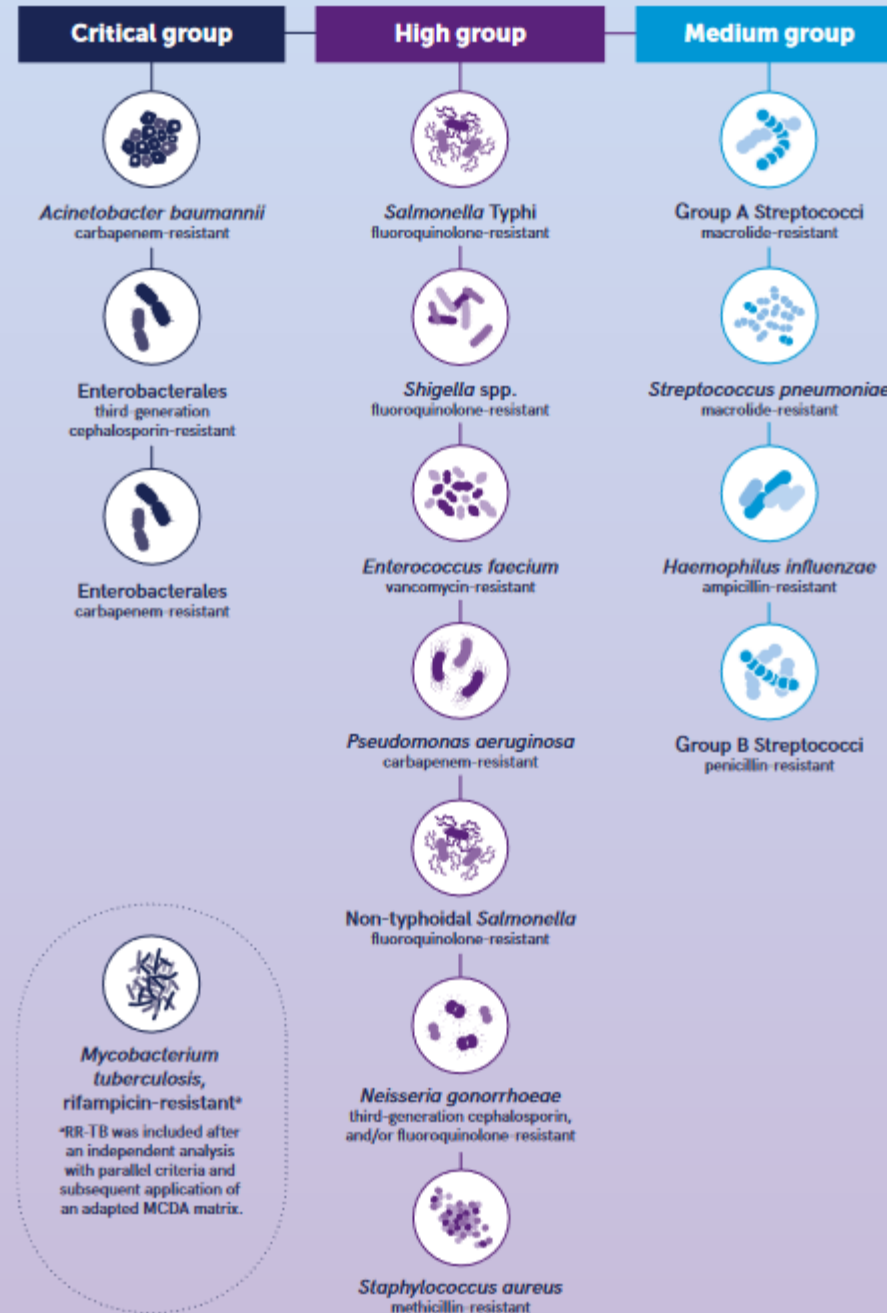 Critical group
High group
Medium group
Acinetobacter baumannii
carbapenem-resistant
Enterobacterales
third-generation
cephalosporin-resistant
Enterobacterales
carbapenem-resistant
Mycobacterium
tuberculosis,
rifampicin-resistantᵃ
ᵃRR-TB was included after
an independent analysis
with parallel criteria and
subsequent application of
an adapted MCDA matrix.
Salmonella Typhi
fluoroquinolone-resistant
Shigella spp.
fluoroquinolone-resistant
Enterococcus faecium
vancomycin-resistant
Pseudomonas aeruginosa
carbapenem-resistant
Non-typhoidal Salmonella
fluoroquinolone-resistant
Neisseria gonorrhoeae
third-generation cephalosporin,
and/or fluoroquinolone-resistant
Staphylococcus aureus
methicillin-resistant
Group A Streptococci
macrolide-resistant
Streptococcus pneumoniae
macrolide-resistant
Haemophilus influenzae
ampicillin-resistant
Group B Streptococci
penicillin-resistant